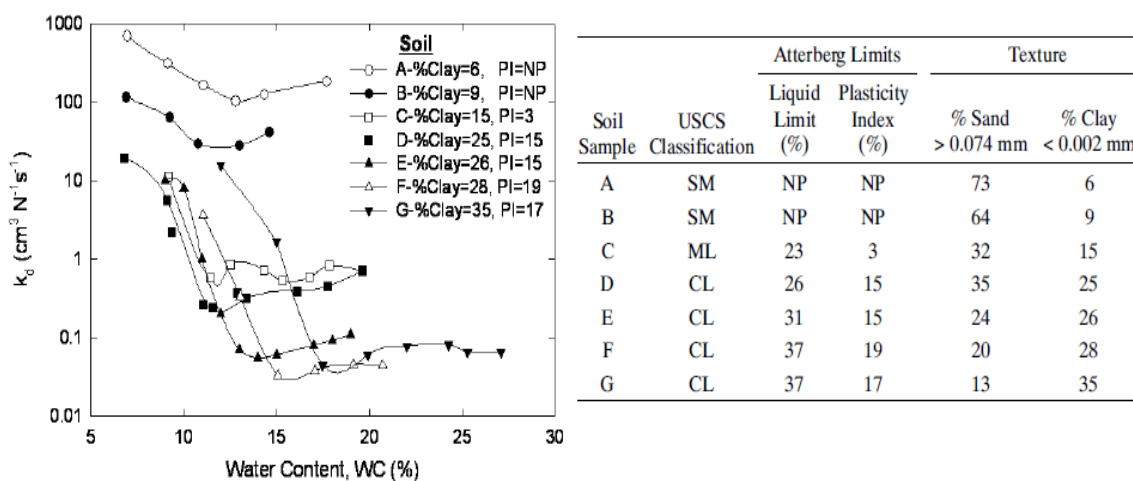 1000
100
10
1
0.1
0.01
k_d (cm³ N⁻¹s⁻¹)
5 10 15 20 25 30
Water Content, WC (%)
Soil
A-%Clay=6, PI=NP
B-%Clay=9, PI=NP
C-%Clay=15, PI=3
D-%Clay=25, PI=15
E-%Clay=26, PI=15
F-%Clay=28, PI=19
G-%Clay=35, PI=17
Atterberg Limits Texture
Liquid Plasticity
Soil USCS Limit Index % Sand % Clay
Sample Classification (%) (%) > 0.074 mm < 0.002 mm
A SM NP NP 73 6
B SM NP NP 64 9
C ML 23 3 32 15
D CL 26 15 35 25
E CL 31 15 24 26
F CL 37 19 20 28
G CL 37 17 13 35